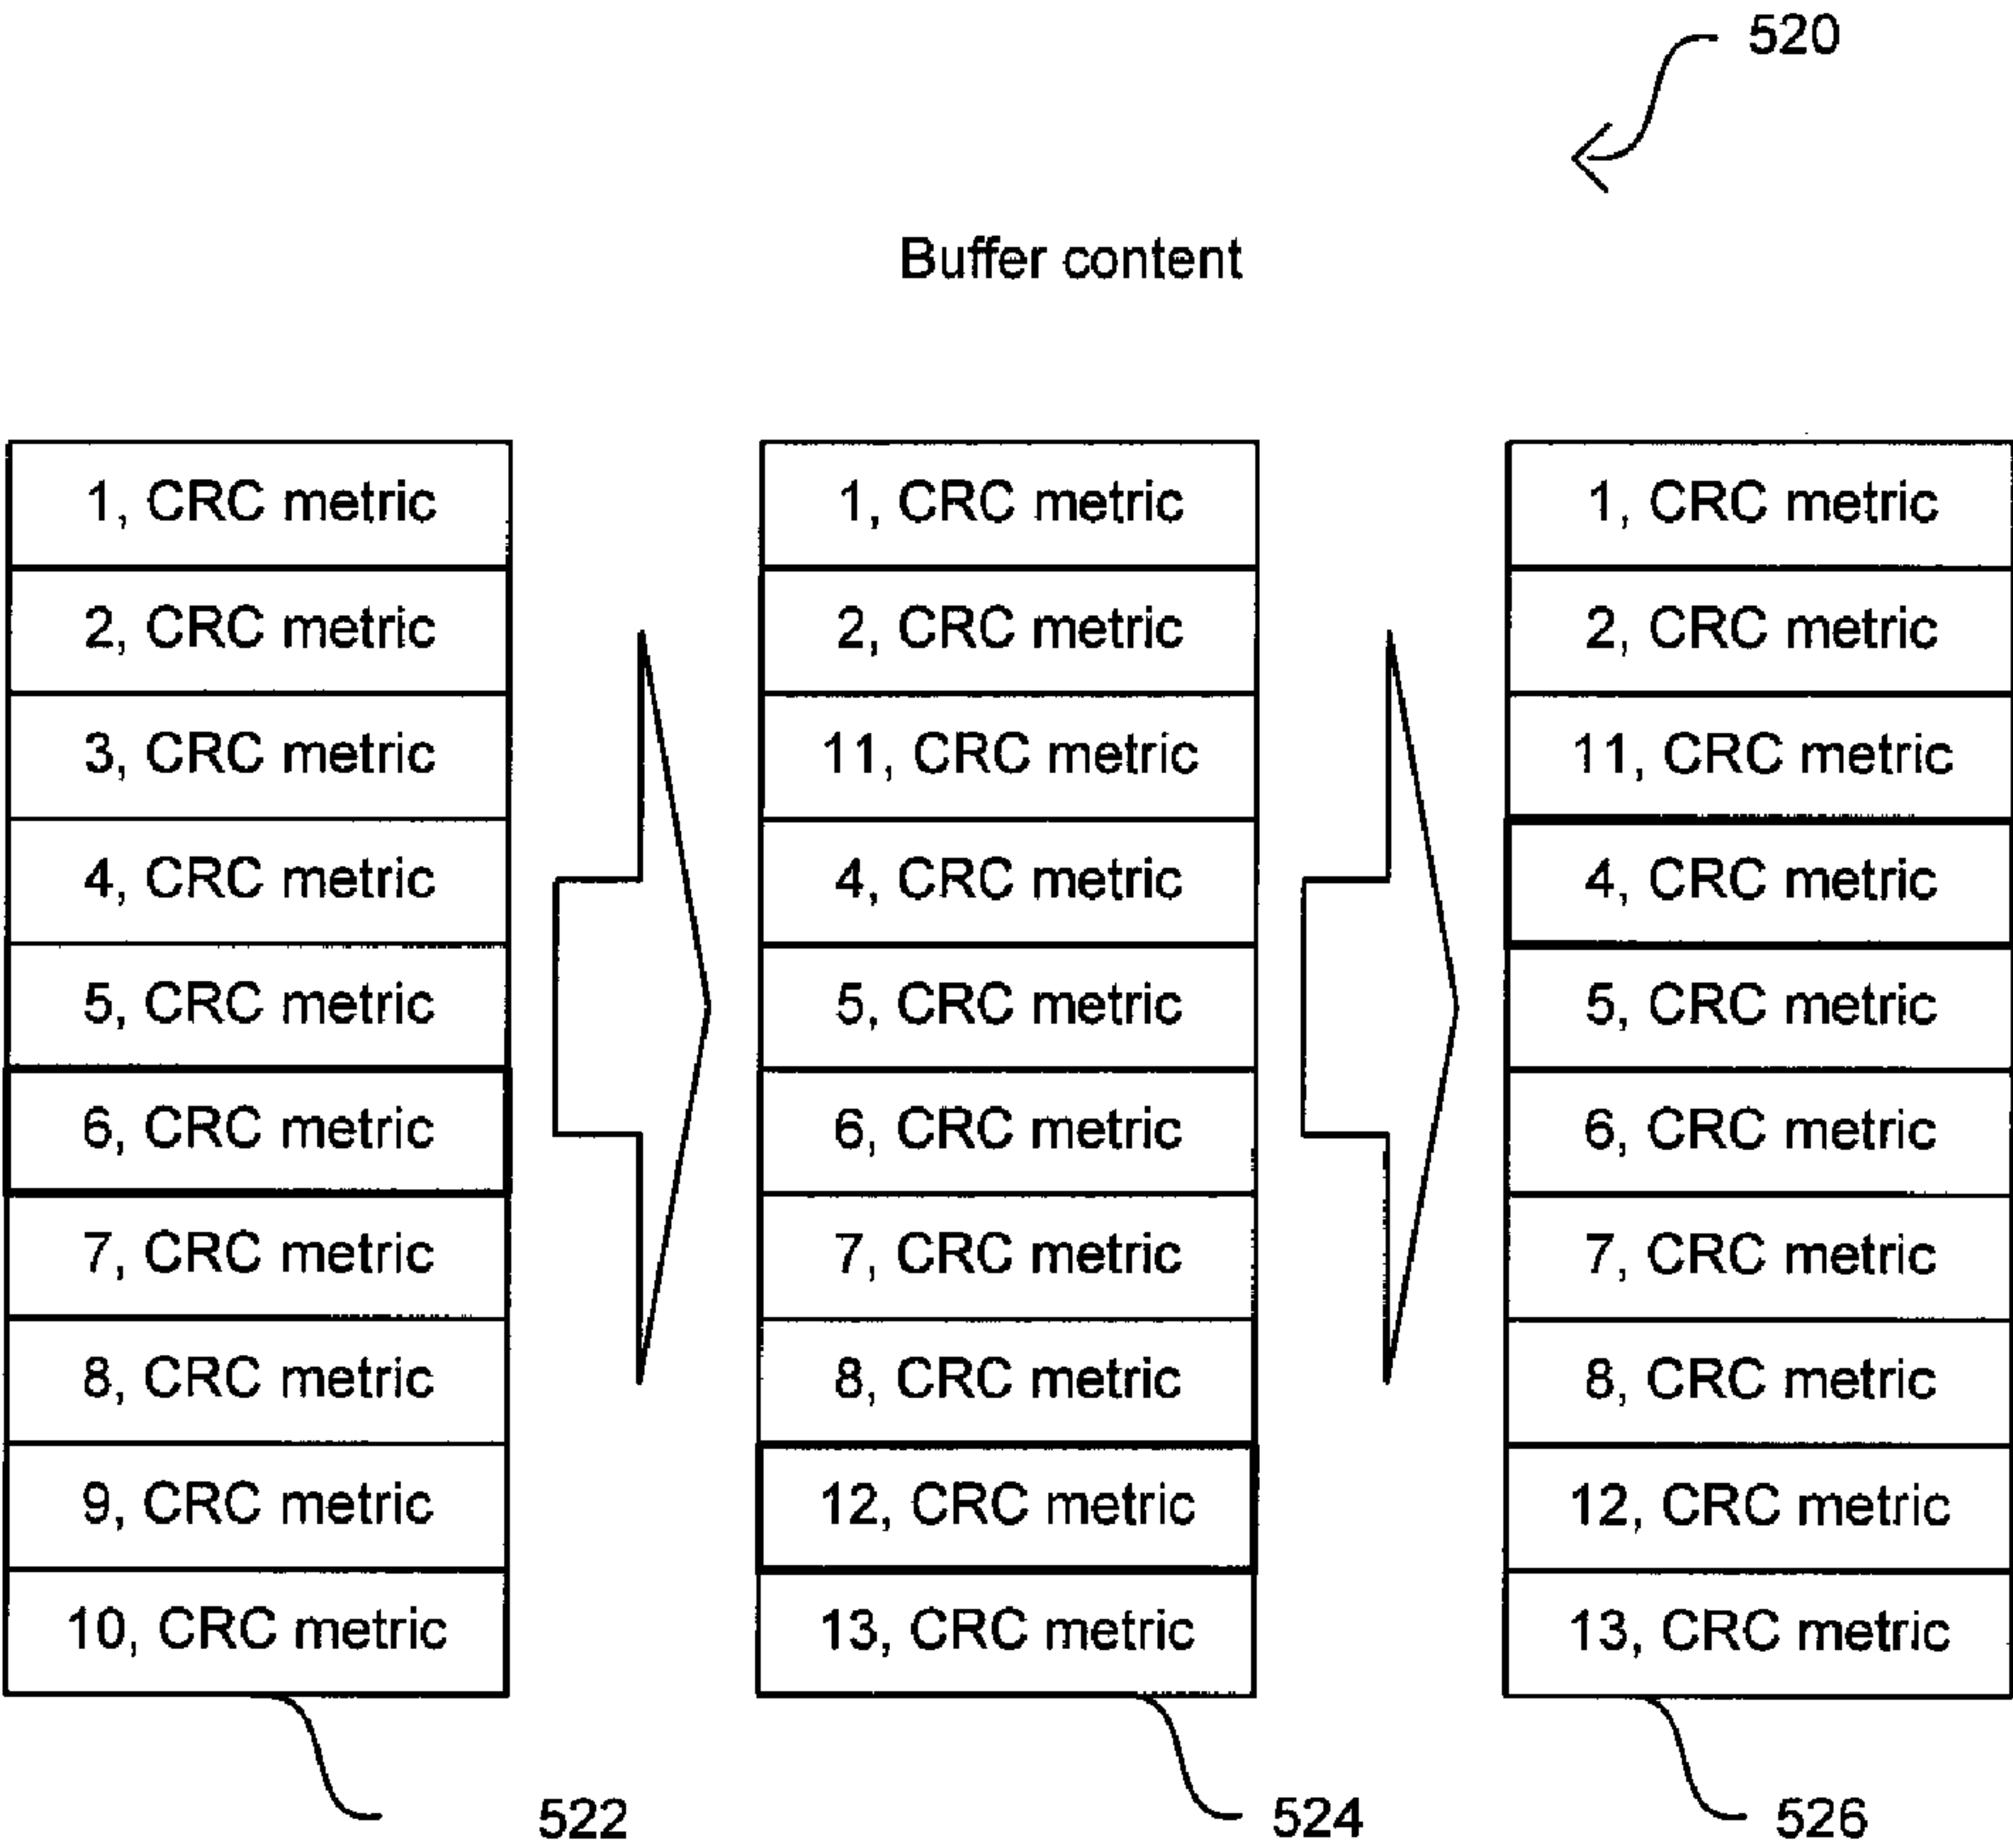 520
Buffer content
1, CRC metric
2, CRC metric
3, CRC metric
4, CRC metric
5, CRC metric
6, CRC metric
7, CRC metric
8, CRC metric
9, CRC metric
10, CRC metric
522
1, CRC metric
2, CRC metric
11, CRC metric
4, CRC metric
5, CRC metric
6, CRC metric
7, CRC metric
8, CRC metric
12, CRC metric
13, CRC metric
524
1, CRC metric
2, CRC metric
11, CRC metric
4, CRC metric
5, CRC metric
6, CRC metric
7, CRC metric
8, CRC metric
12, CRC metric
13, CRC metric
526